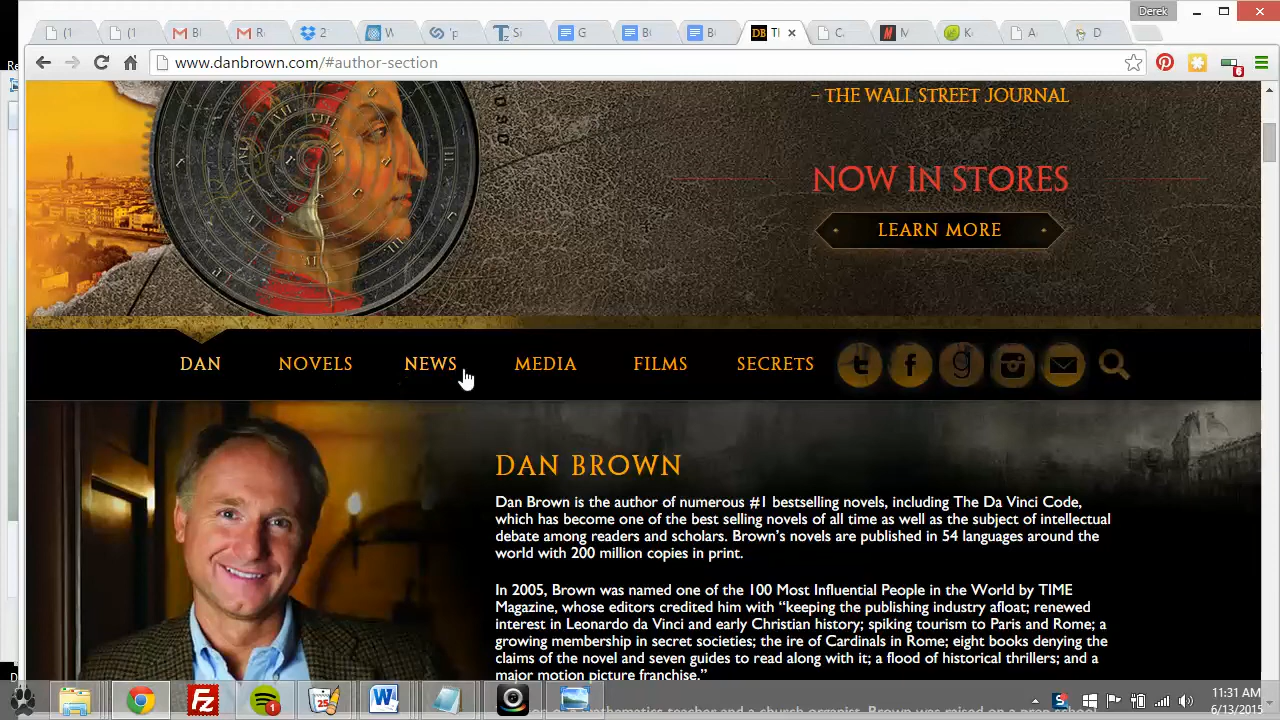 Derek
(1
(1
B
R
2
W
'p
Si
G
B
B
DB
Tl
C
M
K
A
D
www.danbrown.com/#author-section
6
– THE WALL STREET JOURNAL
NOW IN STORES
LEARN MORE
DAN NOVELS NEWS MEDIA FILMS SECRETS
DAN BROWN
Dan Brown is the author of numerous #1 bestselling novels, including The Da Vinci Code,
which has become one of the best selling novels of all time as well as the subject of intellectual
debate among readers and scholars. Brown's novels are published in 54 languages around the
world with 200 million copies in print.
In 2005, Brown was named one of the 100 Most Influential People in the World by TIME
Magazine, whose editors credited him with “keeping the publishing industry afloat; renewed
interest in Leonardo da Vinci and early Christian history; spiking tourism to Paris and Rome; a
growing membership in secret societies; the ire of Cardinals in Rome; eight books denying the
claims of the novel and seven guides to read along with it; a flood of historical thrillers; and a
major motion picture franchise.”
11:31 AM
6/13/2015